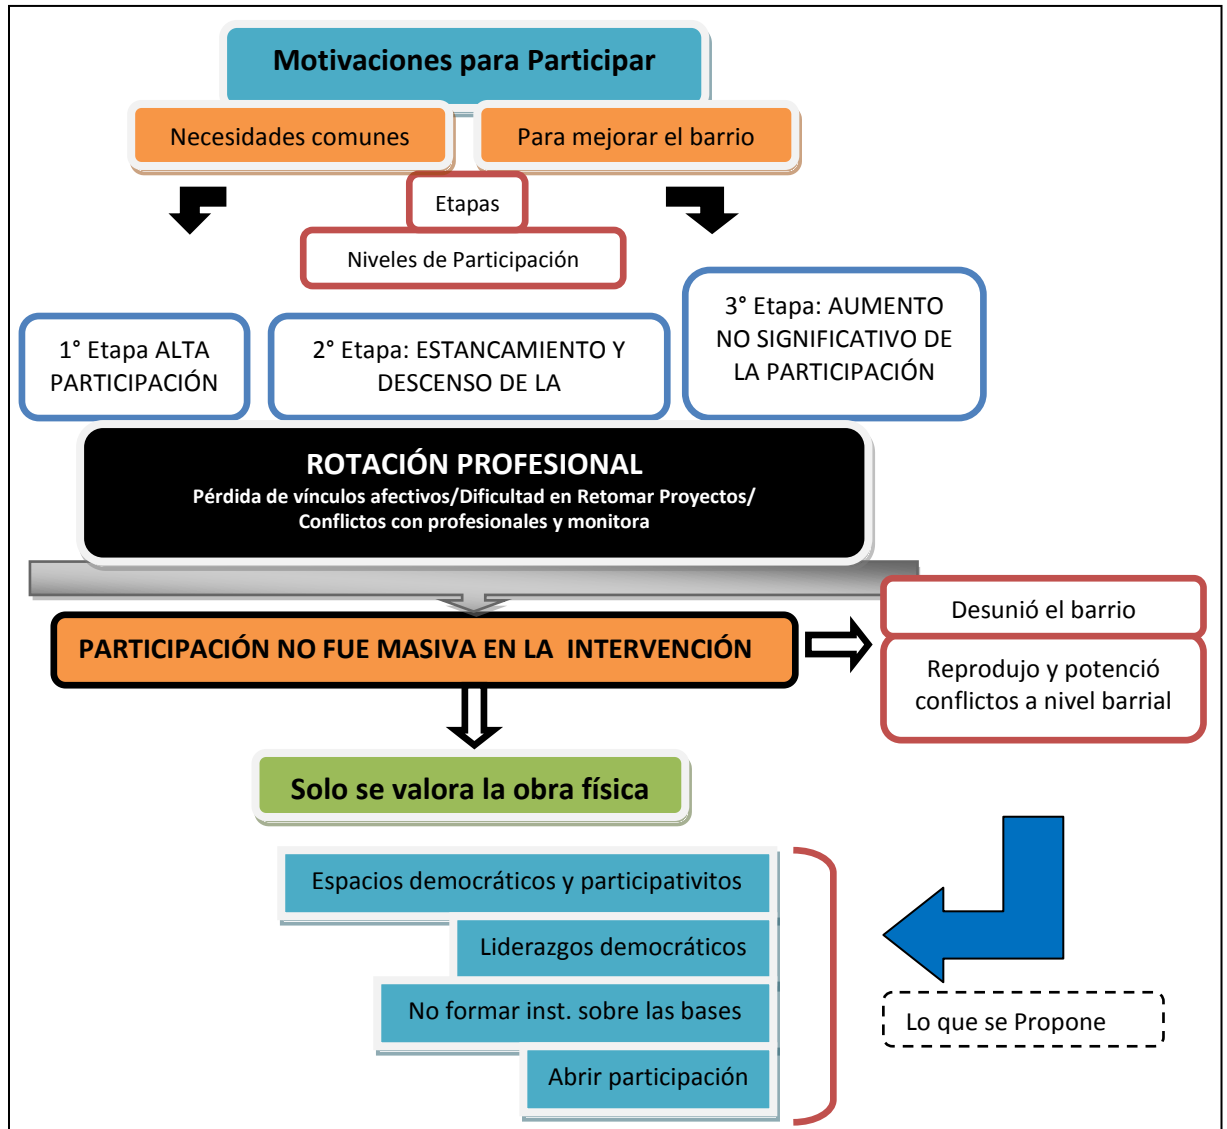 Motivaciones para Participar
Necesidades comunes
Para mejorar el barrio
Etapas
Niveles de Participación
1° Etapa ALTA
PARTICIPACIÓN
2° Etapa: ESTANCAMIENTO Y
DESCENSO DE LA
3° Etapa: AUMENTO
NO SIGNIFICATIVO DE
LA PARTICIPACIÓN
ROTACIÓN PROFESIONAL
Pérdida de vínculos afectivos/Dificultad en Retomar Proyectos/
Conflictos con profesionales y monitora
PARTICIPACIÓN NO FUE MASIVA EN LA INTERVENCIÓN
Desunió el barrio
Reprodujo y potenció
conflictos a nivel barrial
Solo se valora la obra física
Espacios democráticos y participativitos
Liderazgos democráticos
No formar inst. sobre las bases
Abrir participación
Lo que se Propone